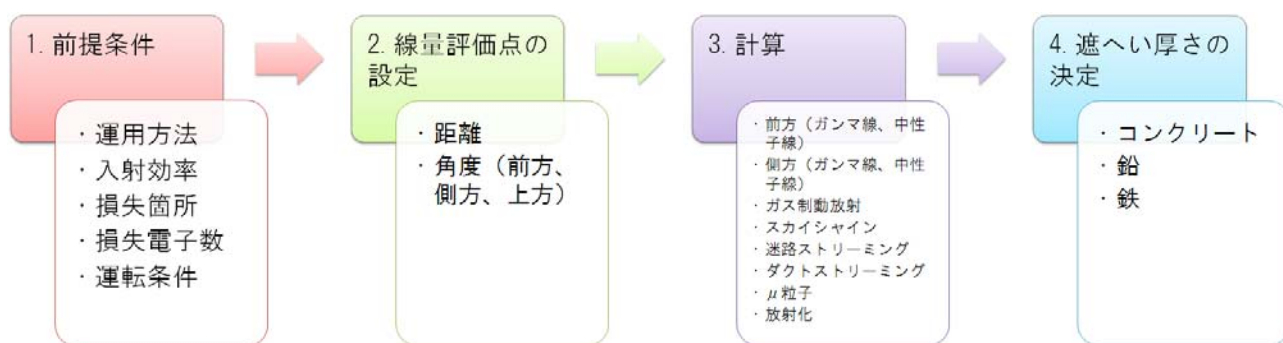 1. 前提条件
・運用方法
・入射効率
・損失箇所
・損失電子数
・運転条件
2. 線量評価点の
設定
・距離
・角度（前方、
側方、上方）
3. 計算
・前方（ガンマ線、中性
子線）
・側方（ガンマ線、中性
子線）
・ガス制動放射
・スカイシャイン
・迷路ストリーミング
・ダクトストリーミング
・μ粒子
・放射化
4. 遮へい厚さの
決定
・コンクリート
・鉛
・鉄